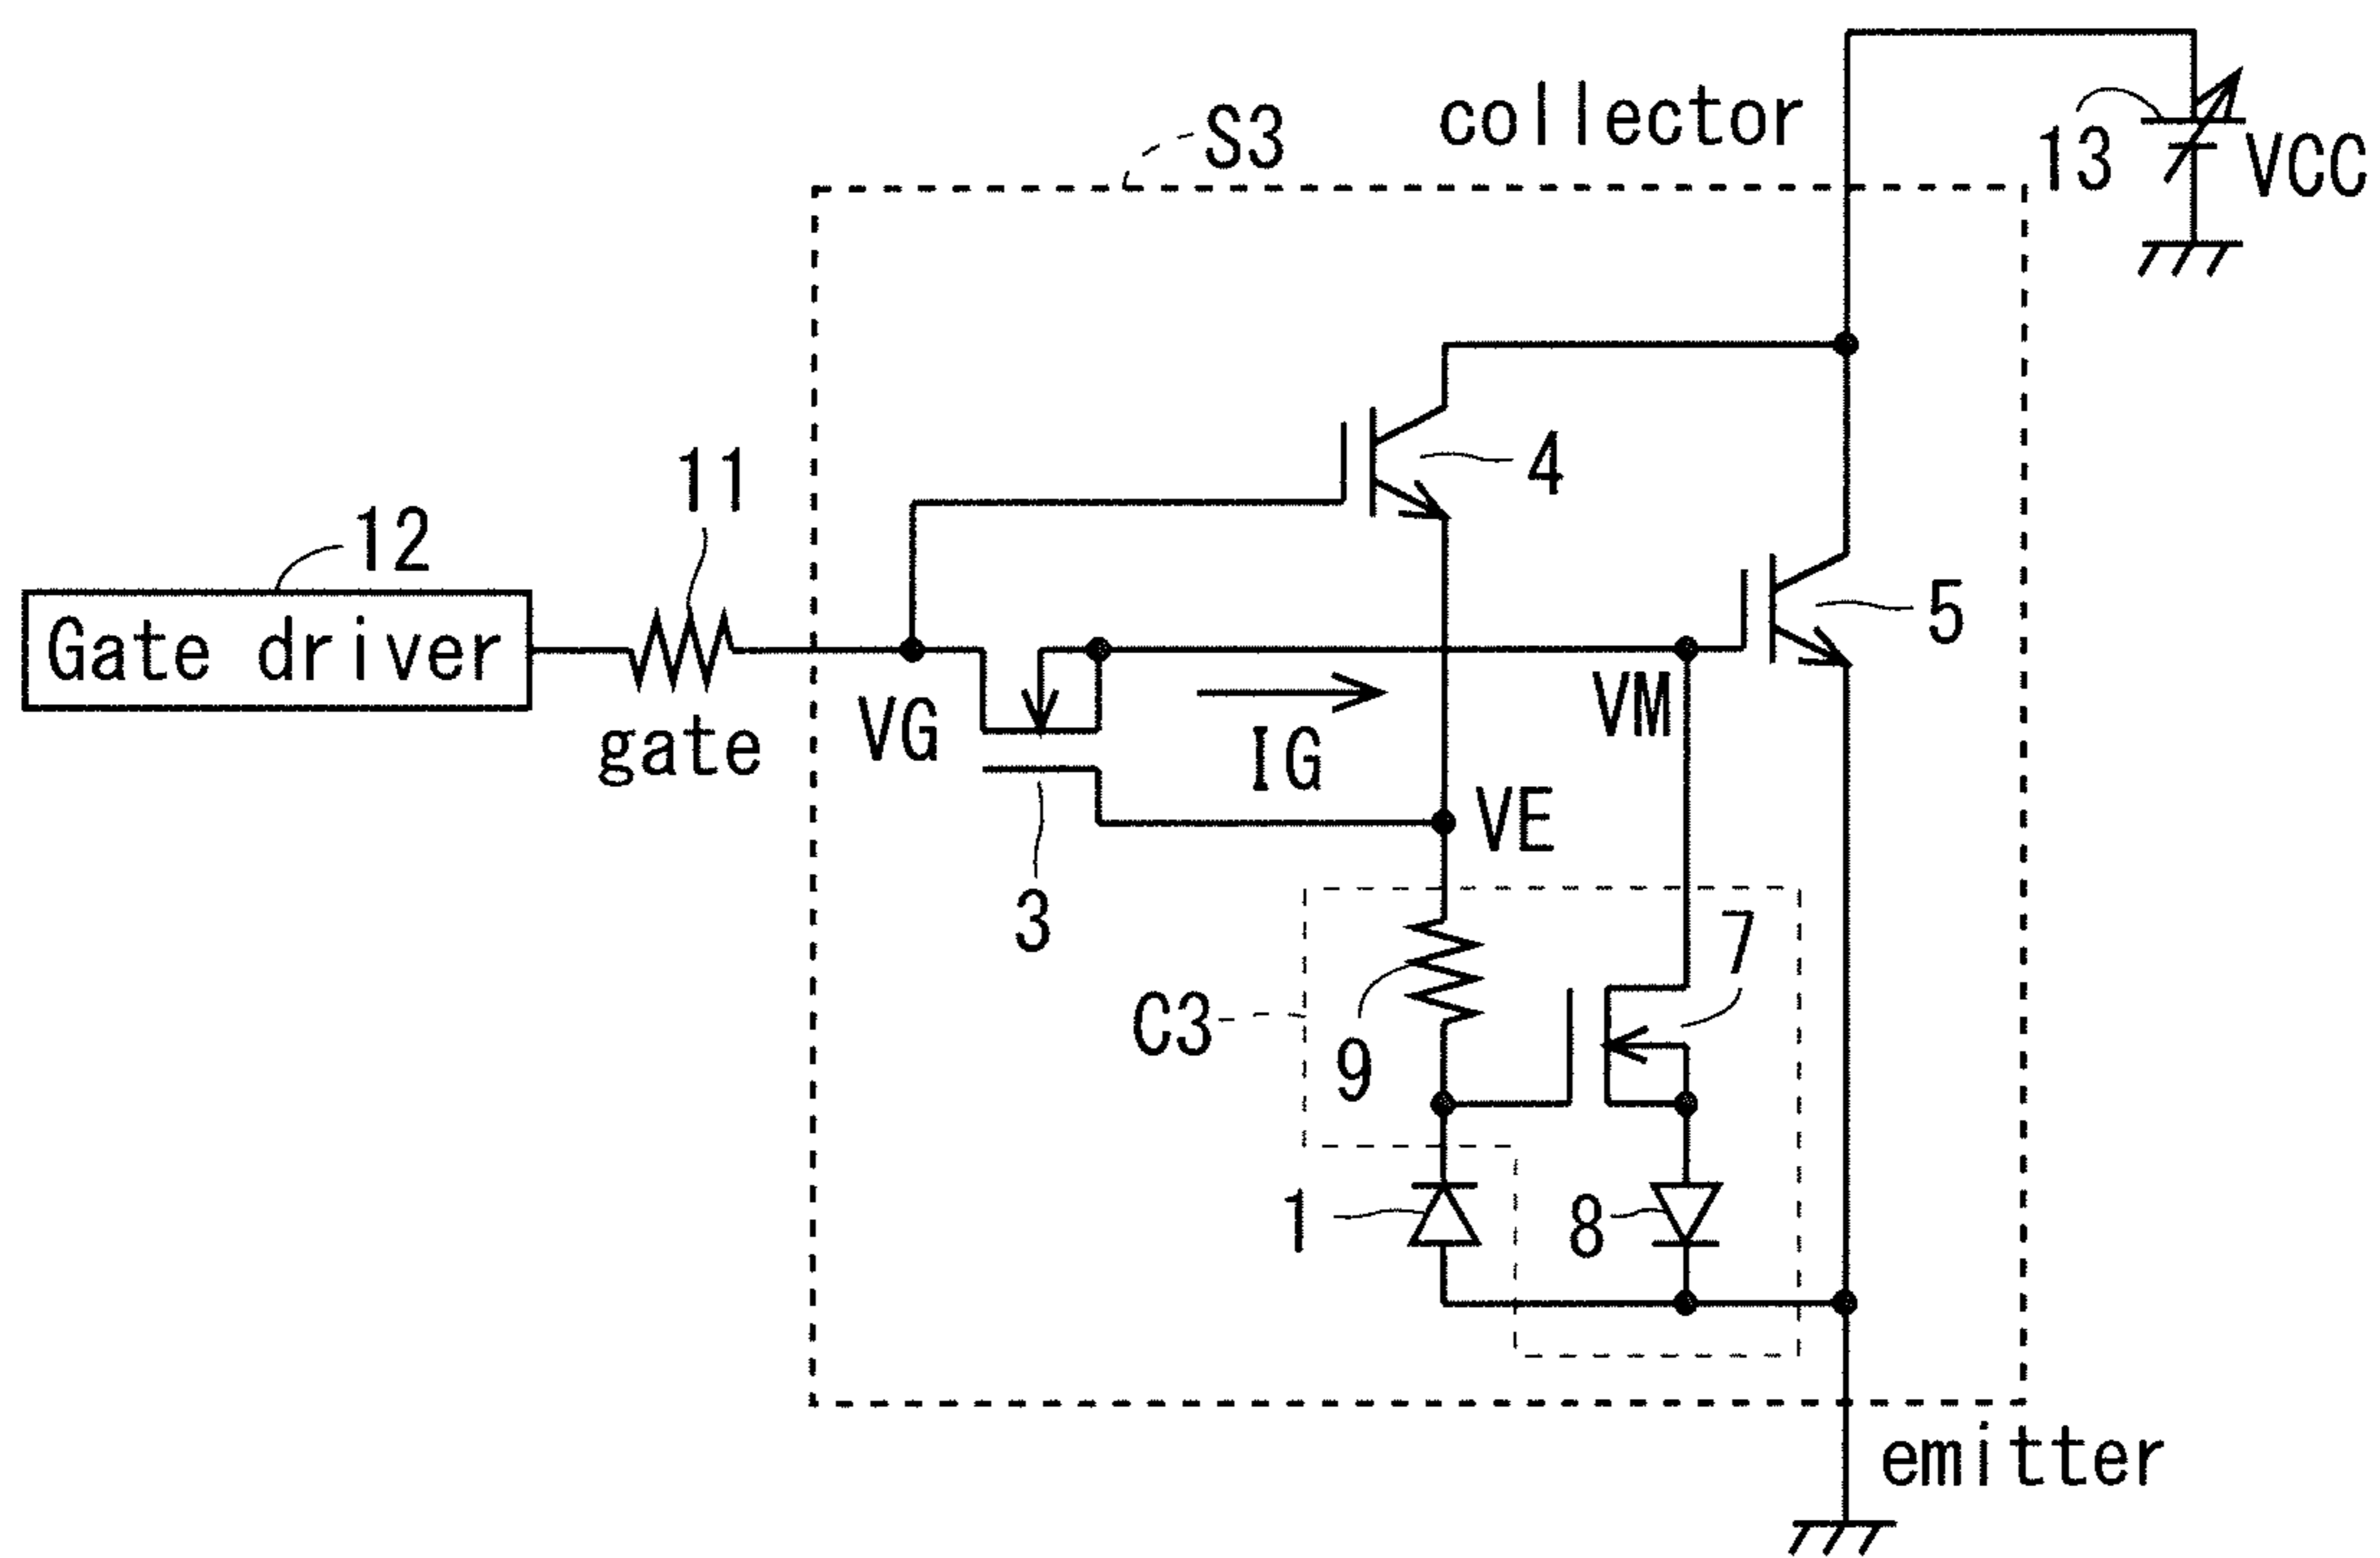 S3
collector
13
VCC
4
11
12
5
Gate driver
VG
VM
gate
IG
VE
3
7
C3
9
1
8
emitter